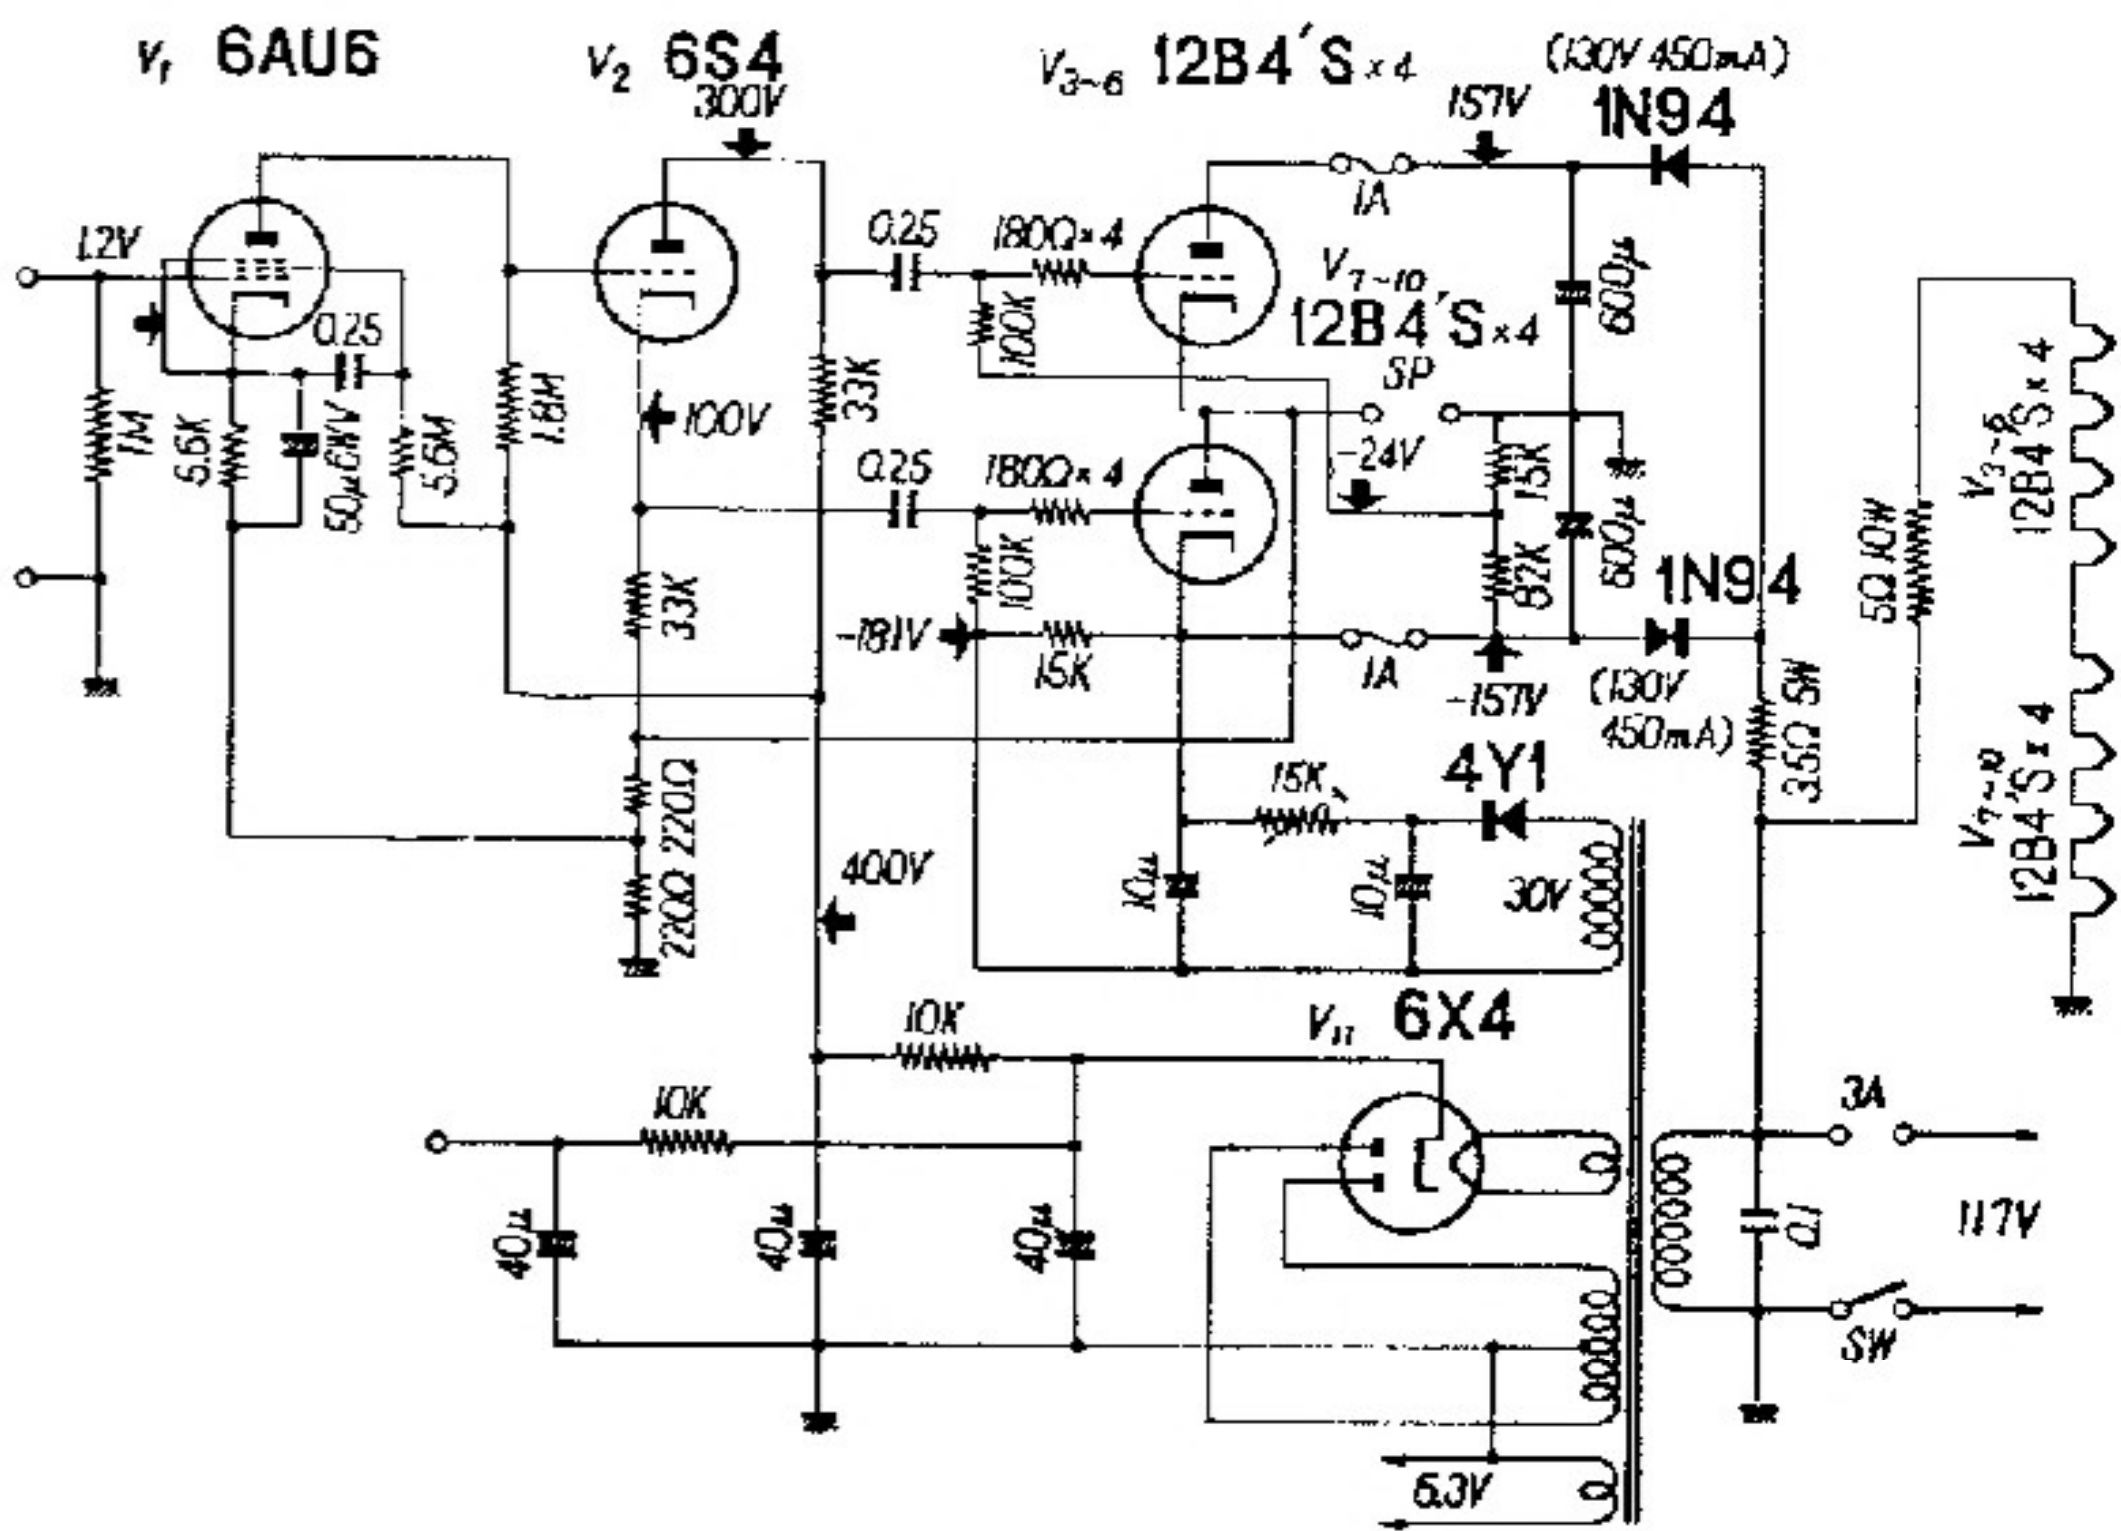 V₁ 6AU6
V₂ 6S4
300V
V₃~₆ 12B4'S ×4
157V
(130V 450mA)
1N94
1.2V
0.25
180Ω×4
1A
V₇~₁₀
12B4'S ×4
600μ
0.25
100K
SP
1M
5.6K
50μ6WV
5.6M
1.8M
100V
33K
0.25
180Ω×4
-24V
15K
82K
600μ
1N94
(130V
450mA)
33K
100K
-181V
15K
1A
-157V
5Ω 10W
V₃~₆
12B4'S×4
3.5Ω 5W
220Ω 220Ω
15K
4Y1
V₇~₁₀
12B4'S×4
400V
10μ
10μ
30V
10K
V₁₁ 6X4
10K
3A
40μ
40μ
40μ
0.1
117V
SW
6.3V